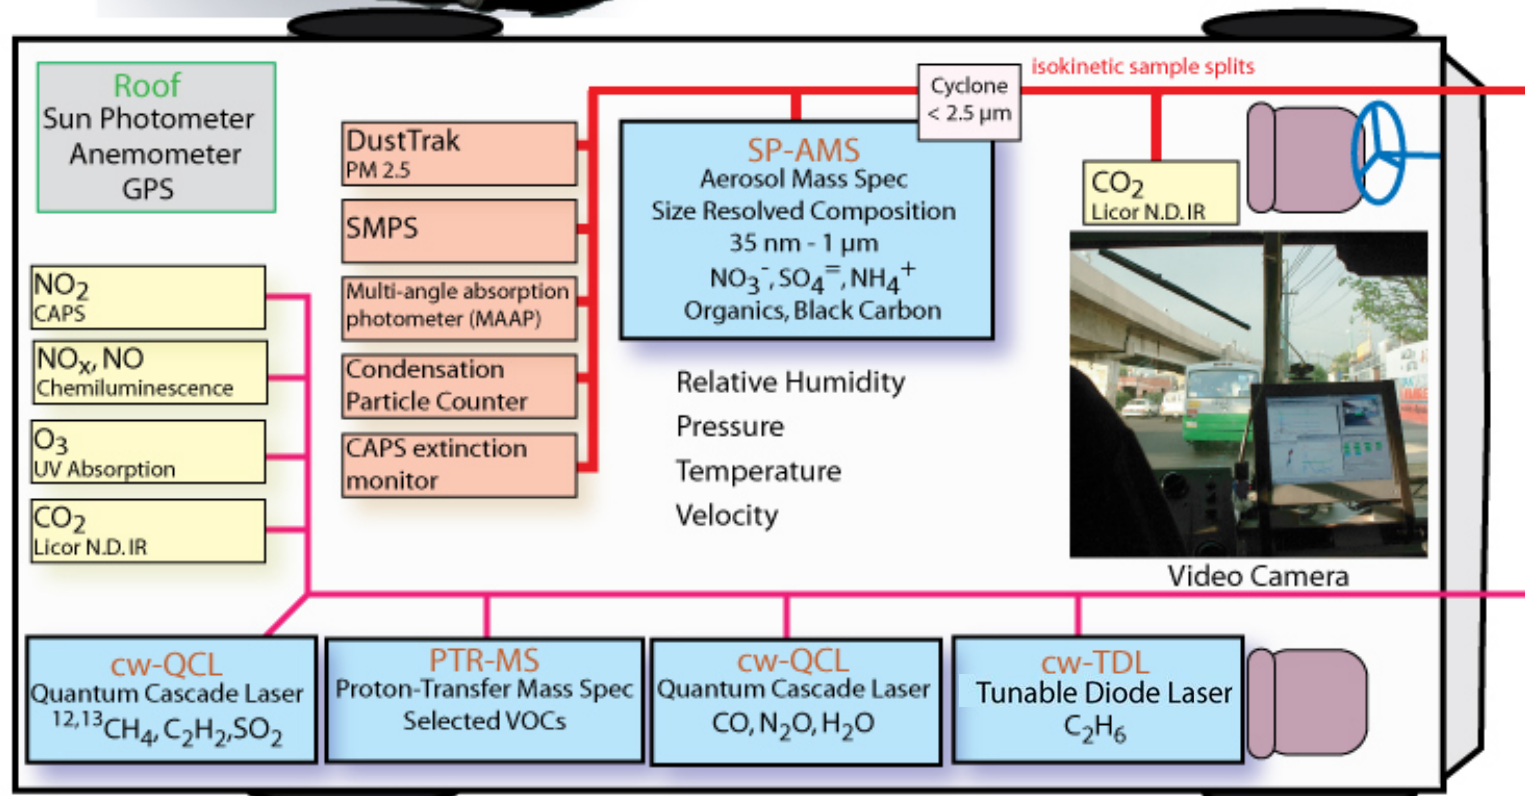 Roof
Sun Photometer
Anemometer
GPS
isokinetic sample splits
Cyclone
< 2.5 µm
DustTrak
PM 2.5
SMPS
Multi-angle absorption
photometer (MAAP)
Condensation
Particle Counter
CAPS extinction
monitor
SP-AMS
Aerosol Mass Spec
Size Resolved Composition
35 nm - 1 µm
NO₃⁻, SO₄⁼, NH₄⁺
Organics, Black Carbon
CO₂
Licor N.D. IR
NO₂
CAPS
NOₓ, NO
Chemiluminescence
O₃
UV Absorption
CO₂
Licor N.D. IR
Relative Humidity
Pressure
Temperature
Velocity
Video Camera
cw-QCL
Quantum Cascade Laser
¹²,¹³CH₄, C₂H₂,SO₂
PTR-MS
Proton-Transfer Mass Spec
Selected VOCs
cw-QCL
Quantum Cascade Laser
CO, N₂O, H₂O
cw-TDL
Tunable Diode Laser
C₂H₆